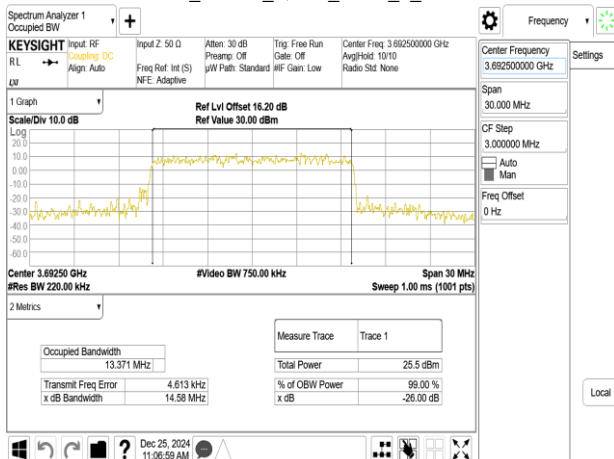 Spectrum Analyzer 1
Occupied BW
Frequency
KEYSIGHT
RL
Input: RF
Coupling: DC
Align: Auto
Input Z: 50 Ω
Freq Ref: Int (S)
NFE: Adaptive
Atten: 30 dB
Preamp: Off
µW Path: Standard
Trig: Free Run
Gate: Off
#IF Gain: Low
Center Freq: 3.692500000 GHz
Avg|Hold: 10/10
Radio Std: None
Center Frequency
3.692500000 GHz
Settings
Span
30.000 MHz
CF Step
3.000000 MHz
Auto
Man
Freq Offset
0 Hz
Local
1 Graph
Scale/Div 10.0 dB
Ref Lvl Offset 16.20 dB
Ref Value 30.00 dBm
Log
20.0
10.0
0.00
-10.0
-20.0
-30.0
-40.0
-50.0
-60.0
Center 3.69250 GHz
#Video BW 750.00 kHz
Span 30 MHz
#Res BW 220.00 kHz
Sweep 1.00 ms (1001 pts)
2 Metrics
Measure Trace
Trace 1
Occupied Bandwidth
13.371 MHz
Total Power
25.5 dBm
Transmit Freq Error
4.613 kHz
% of OBW Power
99.00 %
x dB Bandwidth
14.58 MHz
x dB
-26.00 dB
Dec 25, 2024
11:06:59 AM